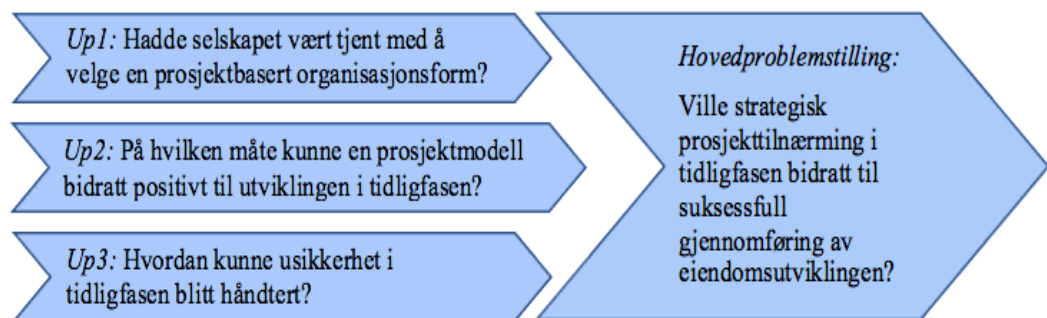 Up1: Hadde selskapet vært tjent med å
velge en prosjektbasert organisasjonsform?
Up2: På hvilken måte kunne en prosjektmodell
bidratt positivt til utviklingen i tidligfasen?
Up3: Hvordan kunne usikkerhet i
tidligfasen blitt håndtert?
Hovedproblemstilling:
Ville strategisk
prosjekttilnærming i
tidligfasen bidratt til
suksessfull
gjennomføring av
eiendomsutviklingen?